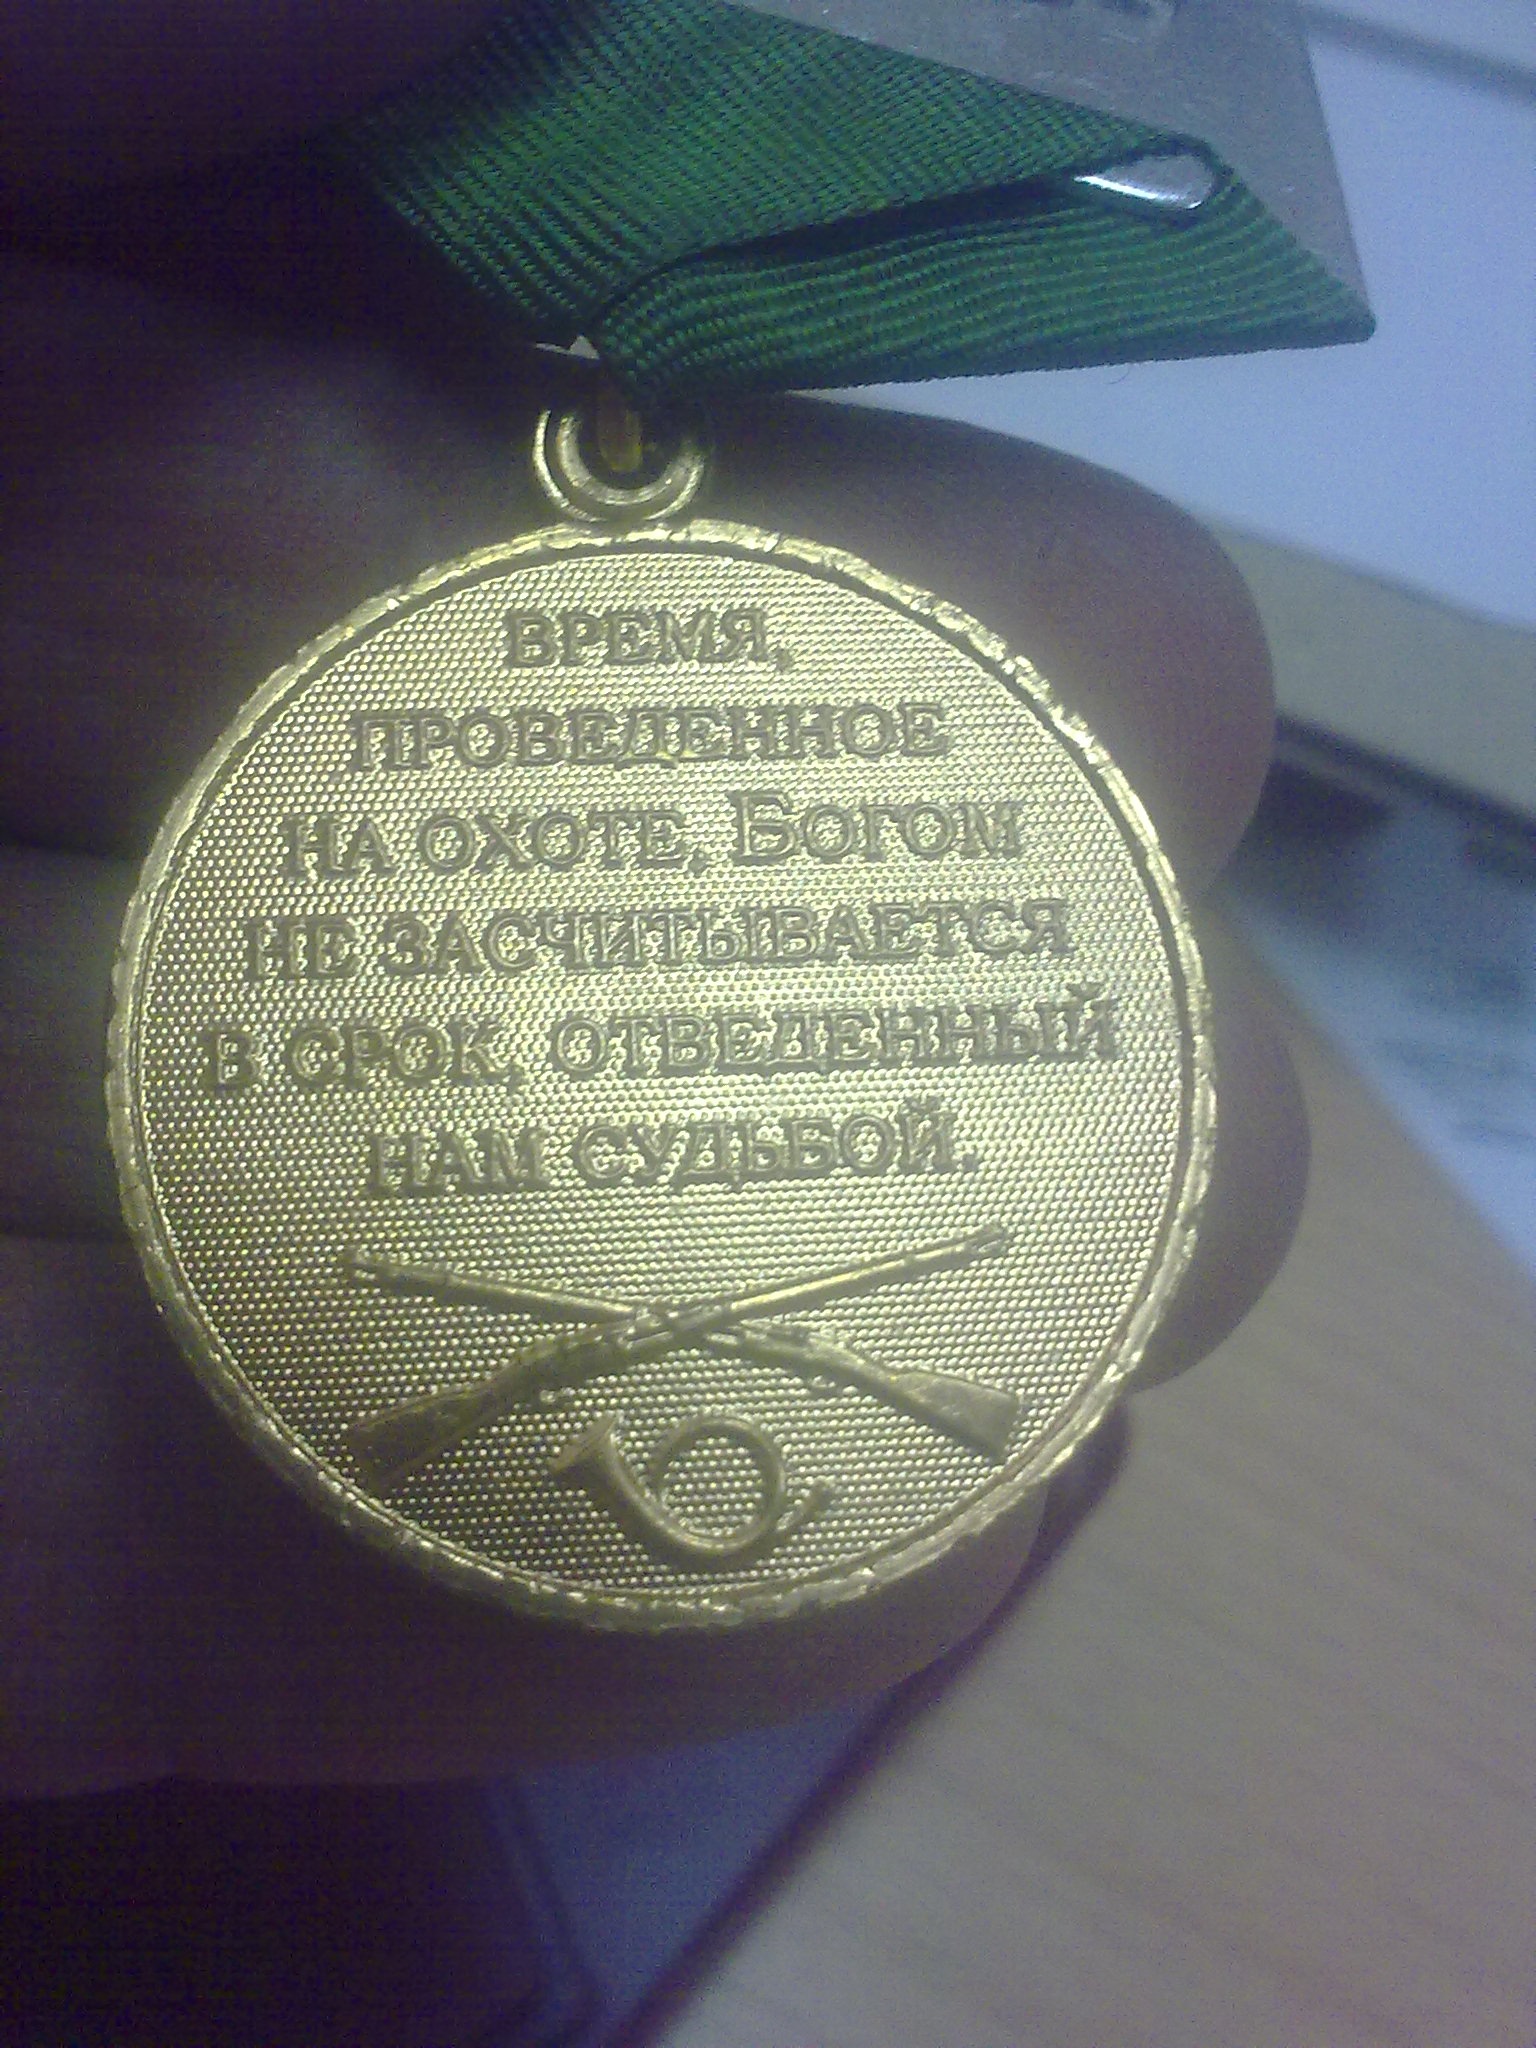 ВРЕМЯ,
ПРОВЕДЕННОЕ
НА ОХОТЕ, БОГОМ
НЕ ЗАСЧИТЫВАЕТСЯ
В СРОК, ОТВЕДЕННЫЙ
НАМ СУДЬБОЙ.